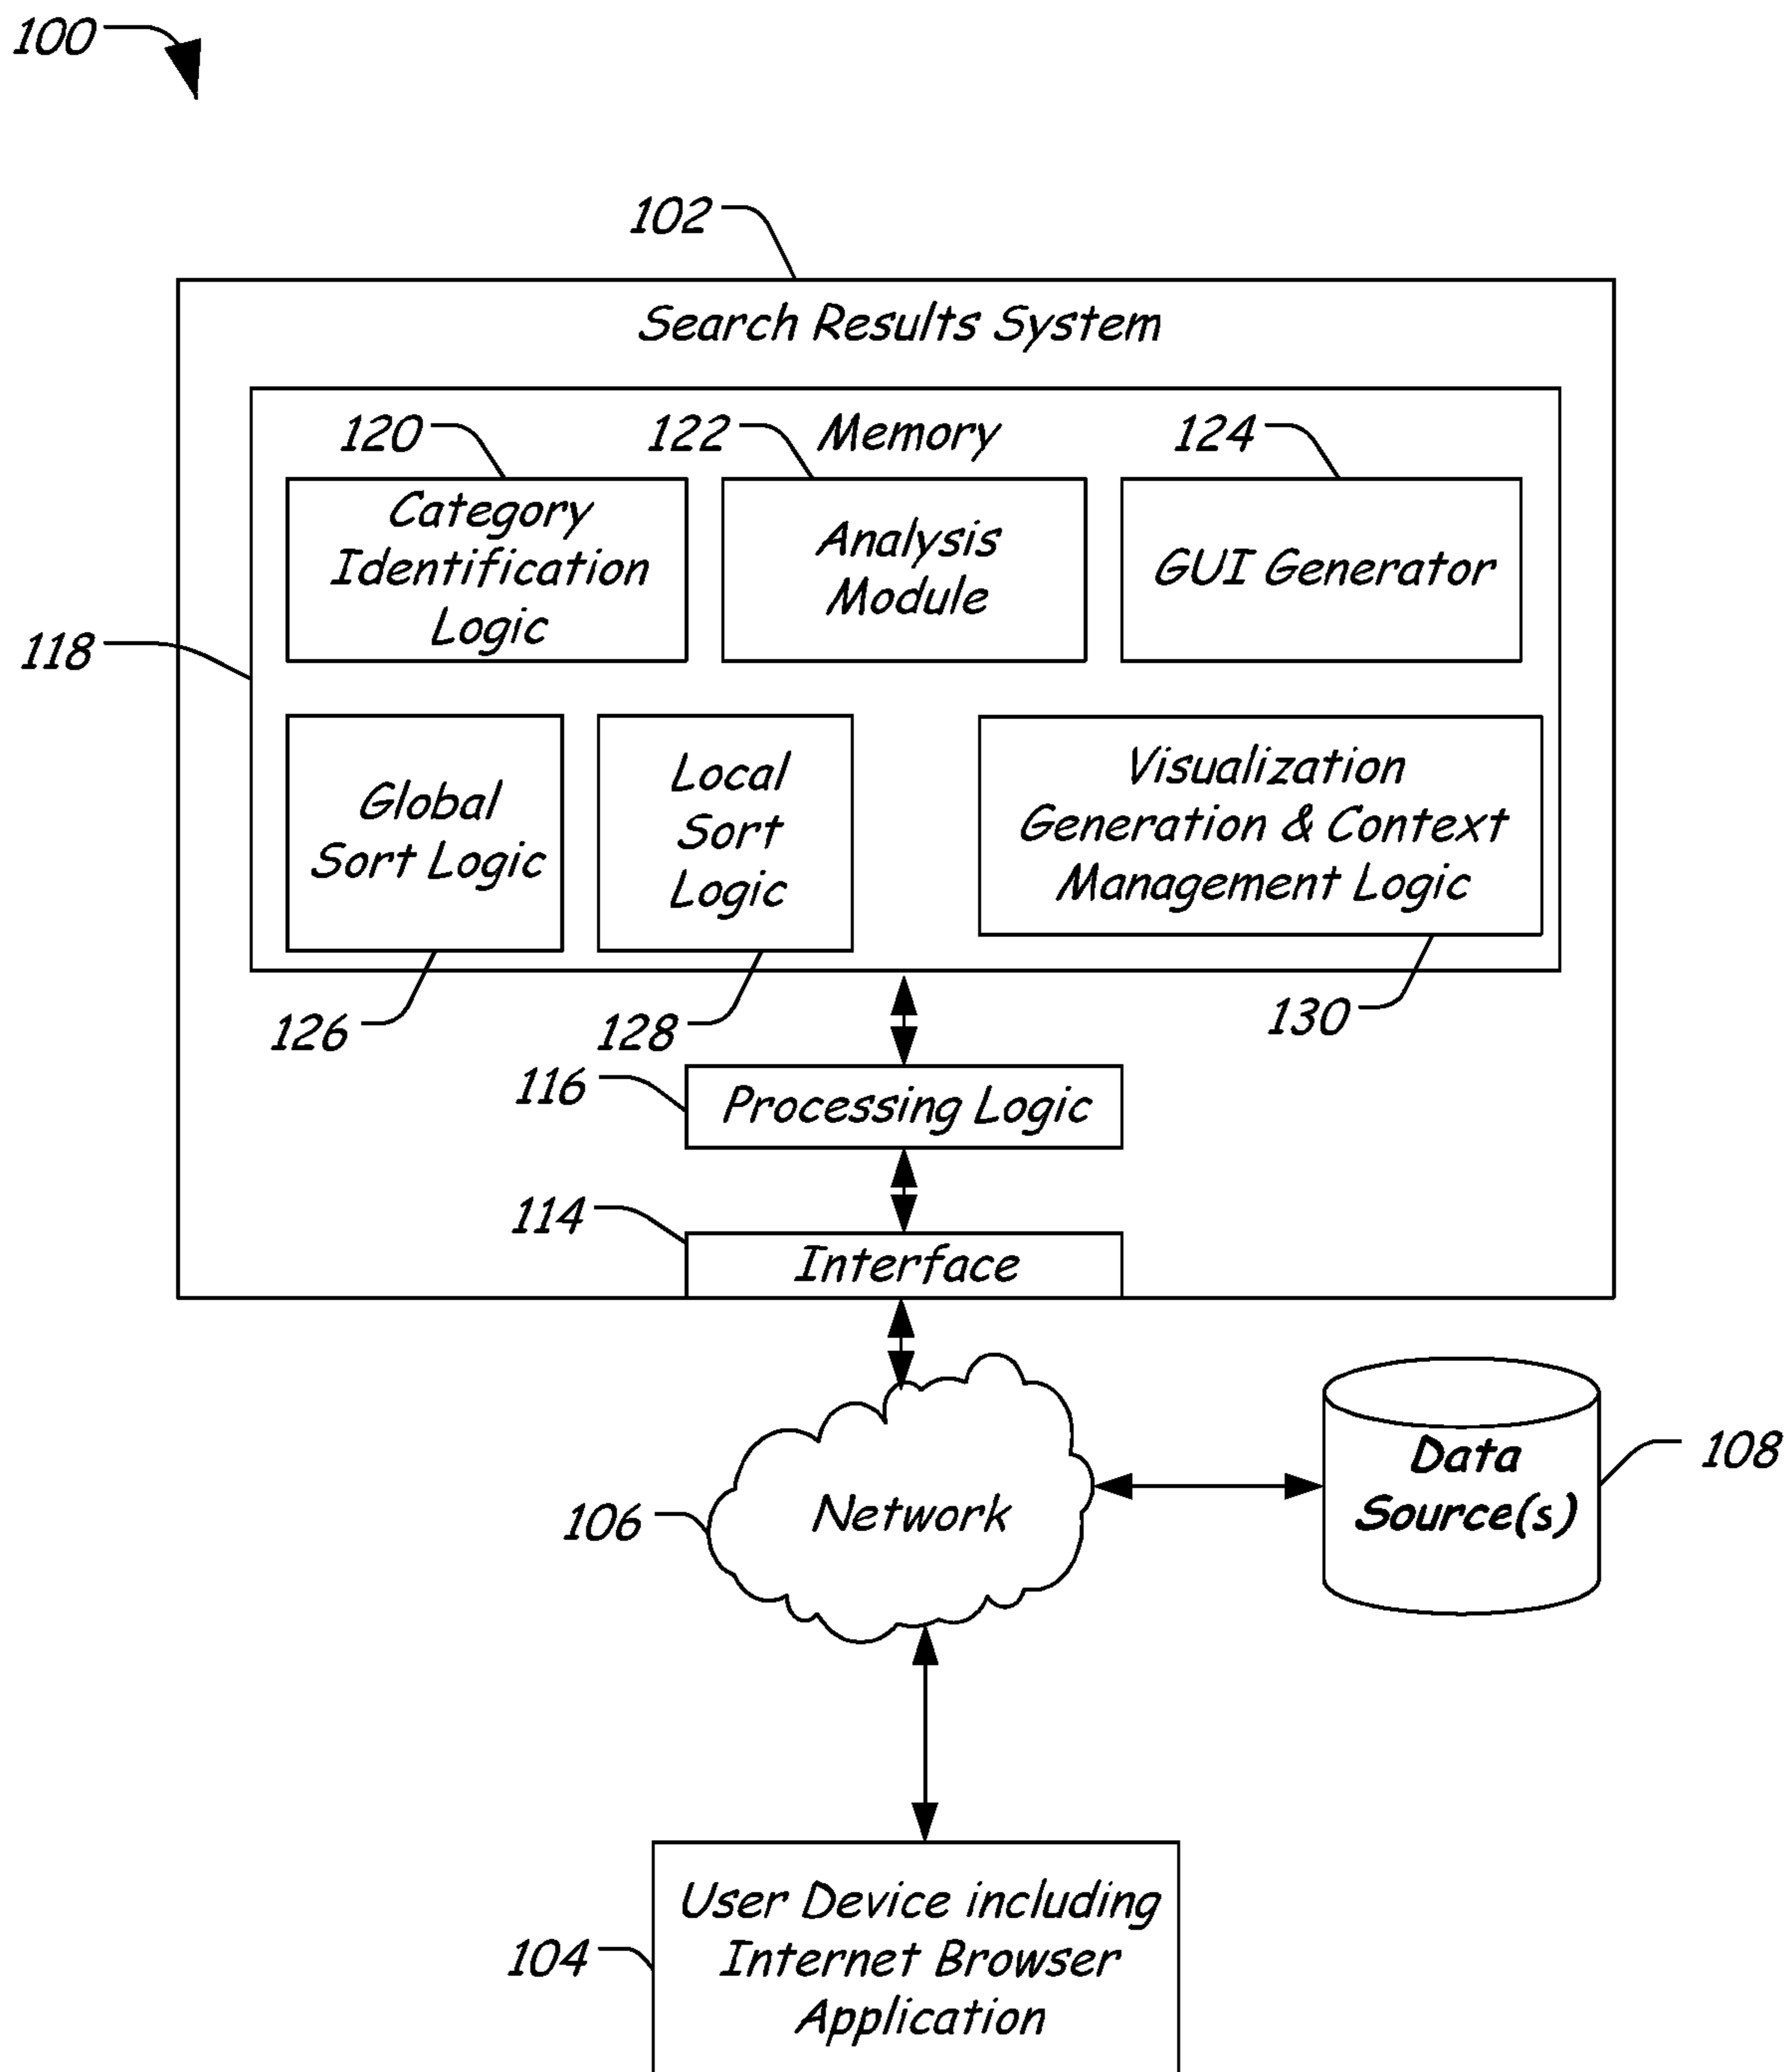 100
102
Search Results System
120
122
Memory
124
Category
Identification
Logic
Analysis
Module
GUI Generator
118
Global
Sort Logic
Local
Sort
Logic
Visualization
Generation & Context
Management Logic
126
128
130
116
Processing Logic
114
Interface
106
Network
Data
Source(s)
108
104
User Device including
Internet Browser
Application